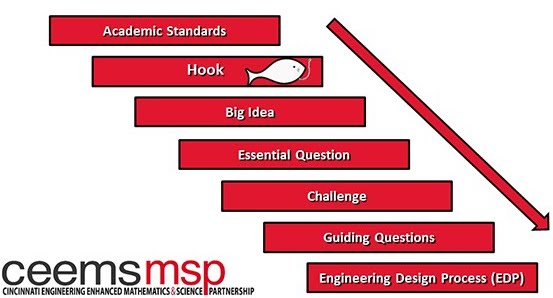 Academic Standards
Hook
Big Idea
Essential Question
Challenge
Guiding Questions
Engineering Design Process (EDP)
ceemsmsp
CINCINNATI ENGINEERING ENHANCED MATHEMATICS&SCIENCE PARTNERSHIP